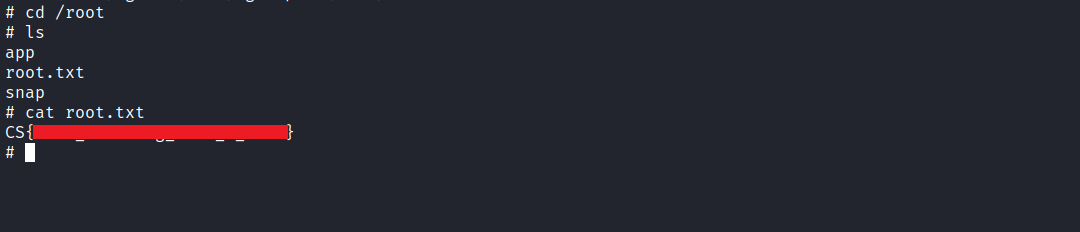 # cd /root
# ls
app
root.txt
snap
# cat root.txt
CS{ }
#